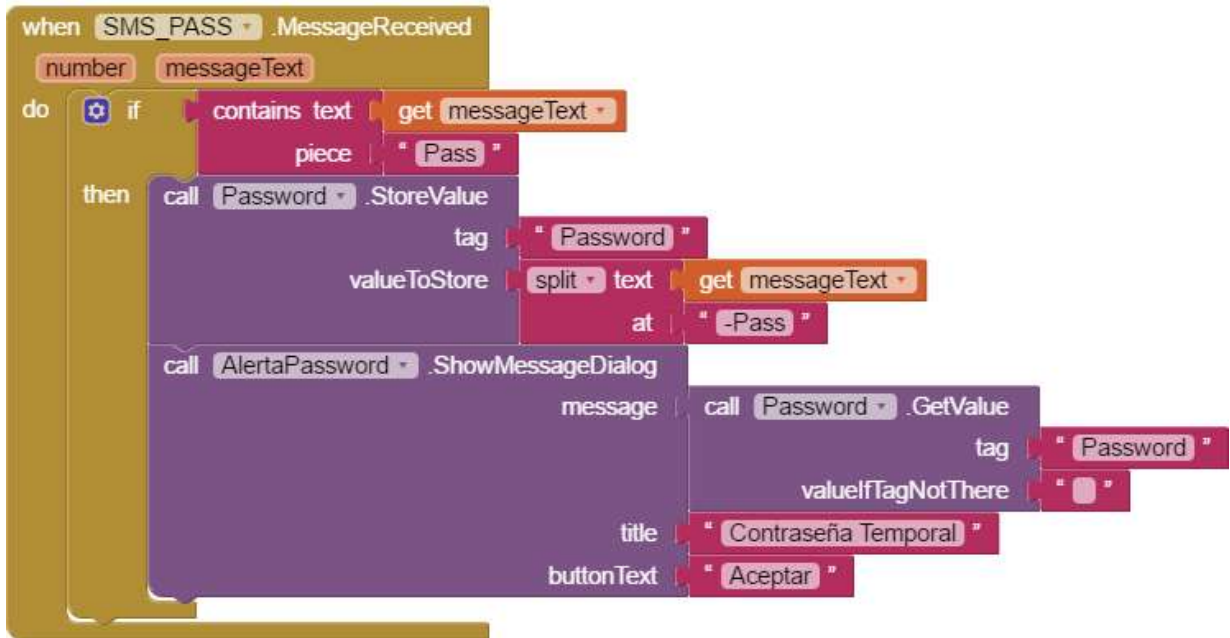 when SMS_PASS .MessageReceived
number messageText
do if contains text get messageText
piece " Pass "
then call Password .StoreValue
tag " Password "
valueToStore split text get messageText
at " -Pass "
call AlertaPassword .ShowMessageDialog
message call Password .GetValue
tag " Password "
valueIfTagNotThere " "
title " Contraseña Temporal "
buttonText " Aceptar "